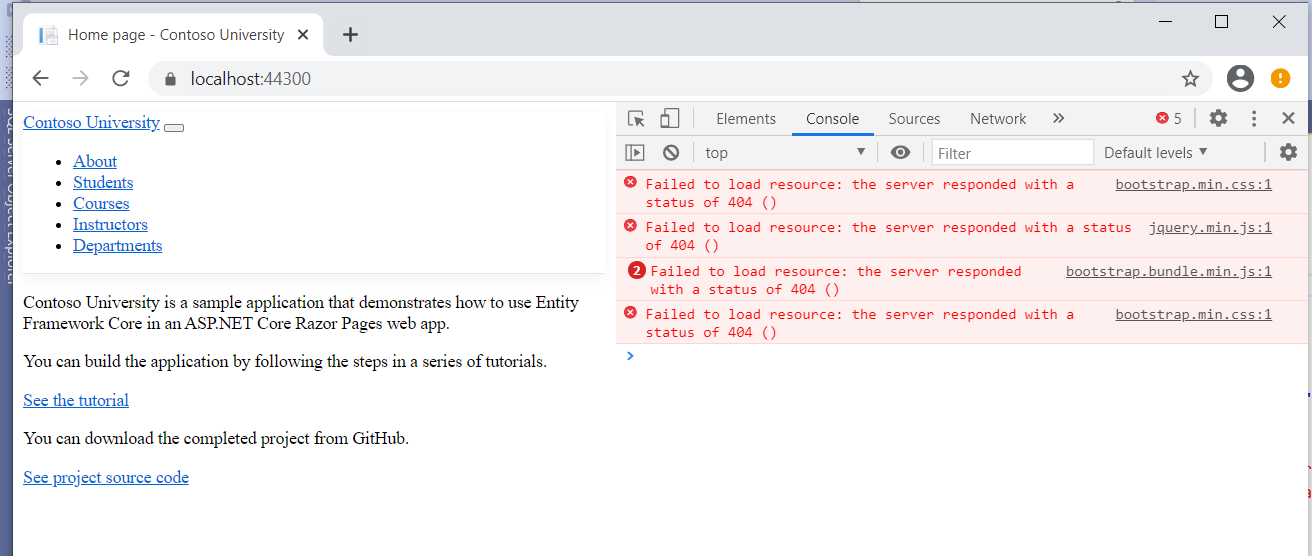 Home page - Contoso University
localhost:44300
Contoso University
About
Students
Courses
Instructors
Departments
Contoso University is a sample application that demonstrates how to use Entity
Framework Core in an ASP.NET Core Razor Pages web app.
You can build the application by following the steps in a series of tutorials.
See the tutorial
You can download the completed project from GitHub.
See project source code
Elements Console Sources Network 5
top Filter Default levels
Failed to load resource: the server responded with a bootstrap.min.css:1
status of 404 ()
Failed to load resource: the server responded with a status jquery.min.js:1
of 404 ()
2 Failed to load resource: the server responded bootstrap.bundle.min.js:1
with a status of 404 ()
Failed to load resource: the server responded with a bootstrap.min.css:1
status of 404 ()
SQL Server Object Explorer